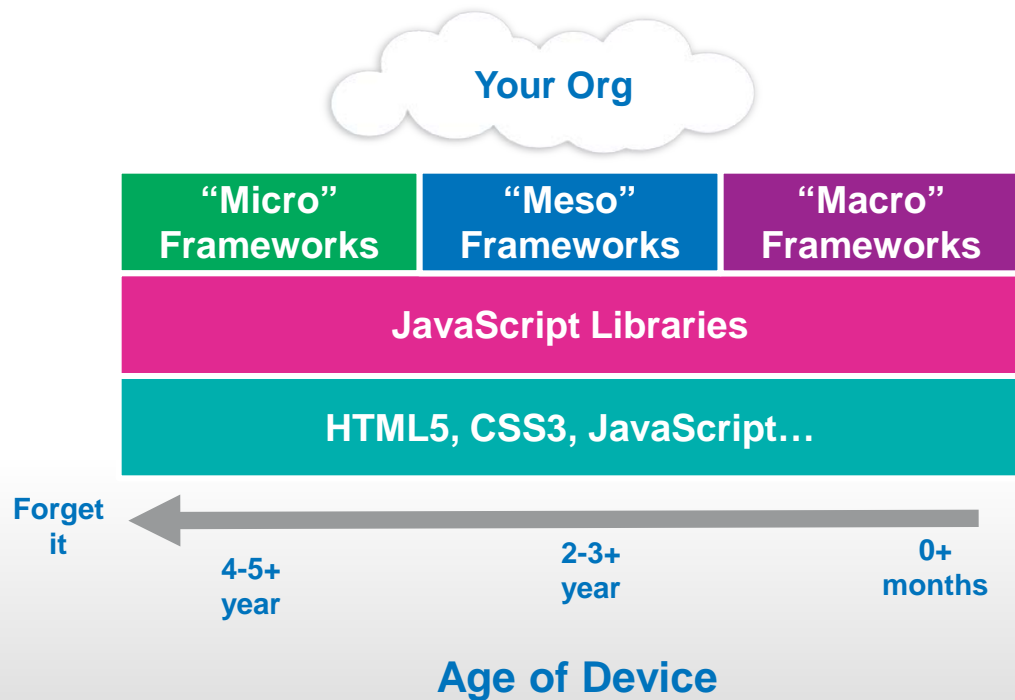 Your Org
“Micro”
Frameworks
“Meso”
Frameworks
“Macro”
Frameworks
JavaScript Libraries
HTML5, CSS3, JavaScript…
Forget
it
4-5+
year
2-3+
year
0+
months
Age of Device